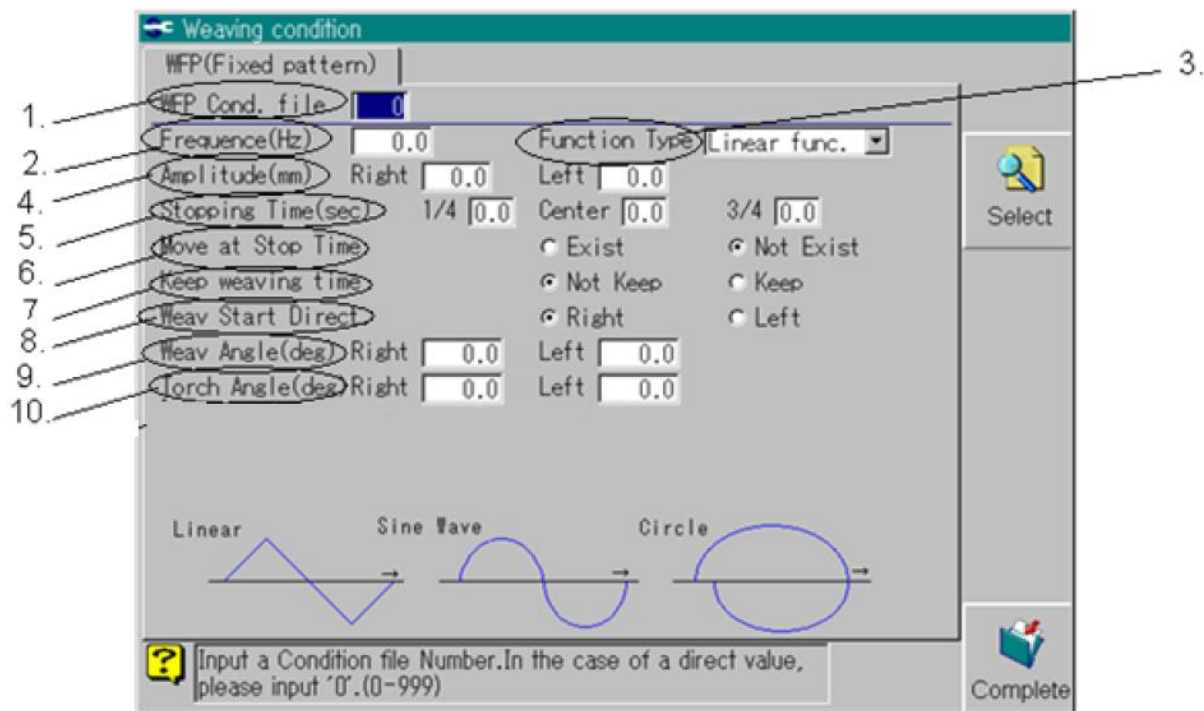 Weaving condition
WFP(Fixed pattern)
3.
1. WFP Cond. file 0
2. Frequence(Hz) 0.0 Function Type Linear func.
4. Amplitude(mm) Right 0.0 Left 0.0
Select
5. Stopping Time(sec) 1/4 0.0 Center 0.0 3/4 0.0
6. Move at Stop Time Exist Not Exist
7 Keep weaving time Not Keep Keep
8. Weav Start Direct Right Left
9. Weav Angle(deg) Right 0.0 Left 0.0
10. Torch Angle(deg) Right 0.0 Left 0.0
Linear Sine Wave Circle
Input a Condition file Number.In the case of a direct value,
please input '0'.(0-999)
Complete